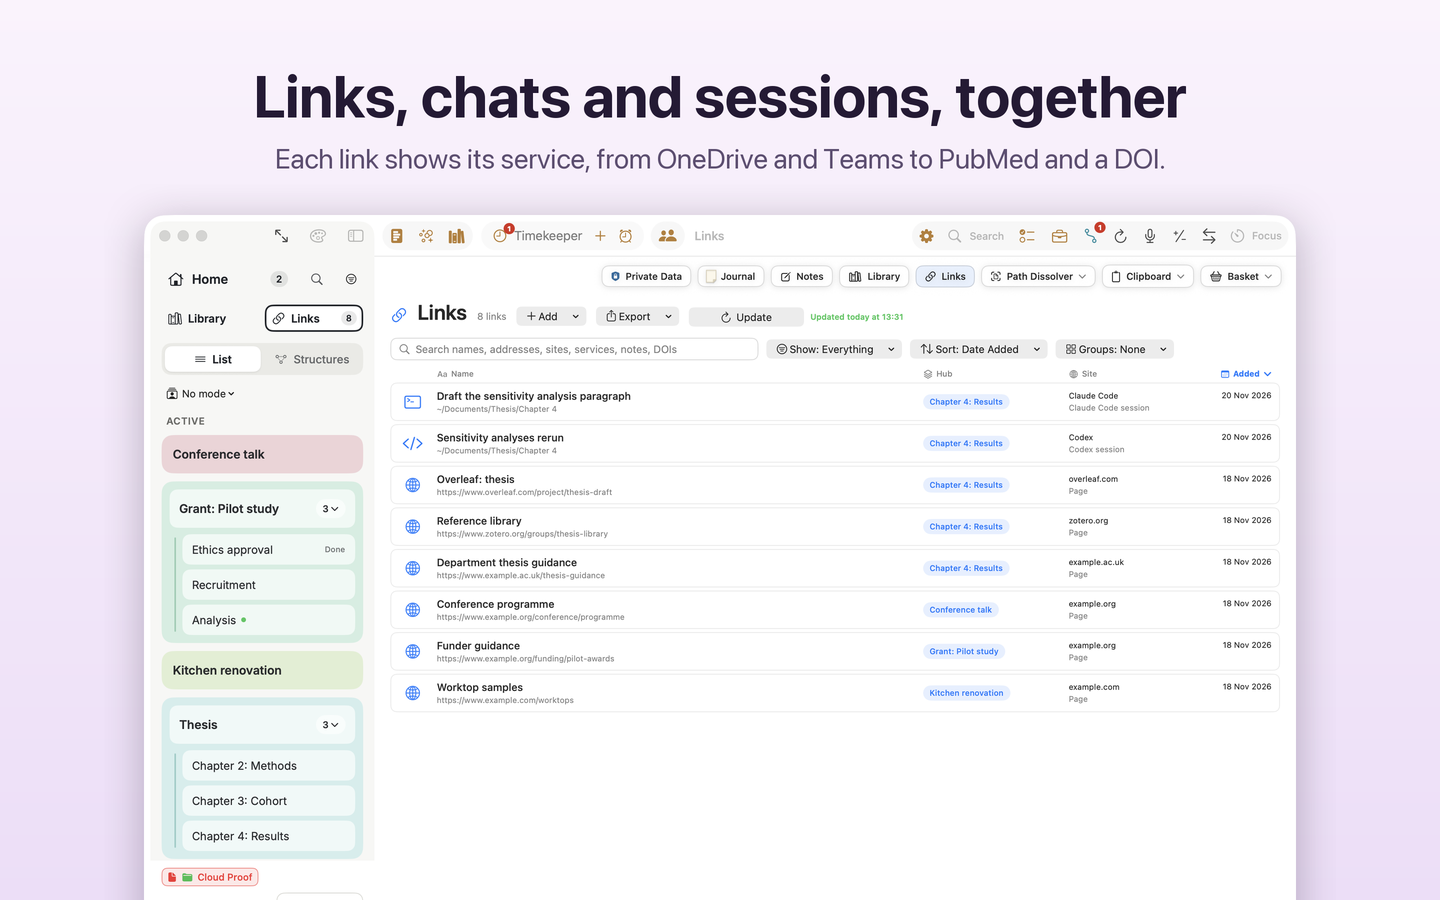 Links, chats and sessions, together
Each link shows its service, from OneDrive and Teams to PubMed and a DOI.
1 Timekeeper
Links
Search
1
Focus
Home 2
Library Links 8
List Structures
No mode
ACTIVE
Conference talk
Grant: Pilot study 3
Ethics approval Done
Recruitment
Analysis
Kitchen renovation
Thesis 3
Chapter 2: Methods
Chapter 3: Cohort
Chapter 4: Results
Cloud Proof
Private Data Journal Notes Library Links Path Dissolver Clipboard Basket
Links 8 links + Add Export Update Updated today at 13:31
Search names, addresses, sites, services, notes, DOIs Show: Everything Sort: Date Added Groups: None
Aa Name Hub Site Added
Draft the sensitivity analysis paragraph Chapter 4: Results Claude Code 20 Nov 2026
~/Documents/Thesis/Chapter 4 Claude Code session
Sensitivity analyses rerun Chapter 4: Results Codex 20 Nov 2026
~/Documents/Thesis/Chapter 4 Codex session
Overleaf: thesis Chapter 4: Results overleaf.com 18 Nov 2026
https://www.overleaf.com/project/thesis-draft Page
Reference library Chapter 4: Results zotero.org 18 Nov 2026
https://www.zotero.org/groups/thesis-library Page
Department thesis guidance Chapter 4: Results example.ac.uk 18 Nov 2026
https://www.example.ac.uk/thesis-guidance Page
Conference programme Conference talk example.org 18 Nov 2026
https://www.example.org/conference/programme Page
Funder guidance Grant: Pilot study example.org 18 Nov 2026
https://www.example.org/funding/pilot-awards Page
Worktop samples Kitchen renovation example.com 18 Nov 2026
https://www.example.com/worktops Page